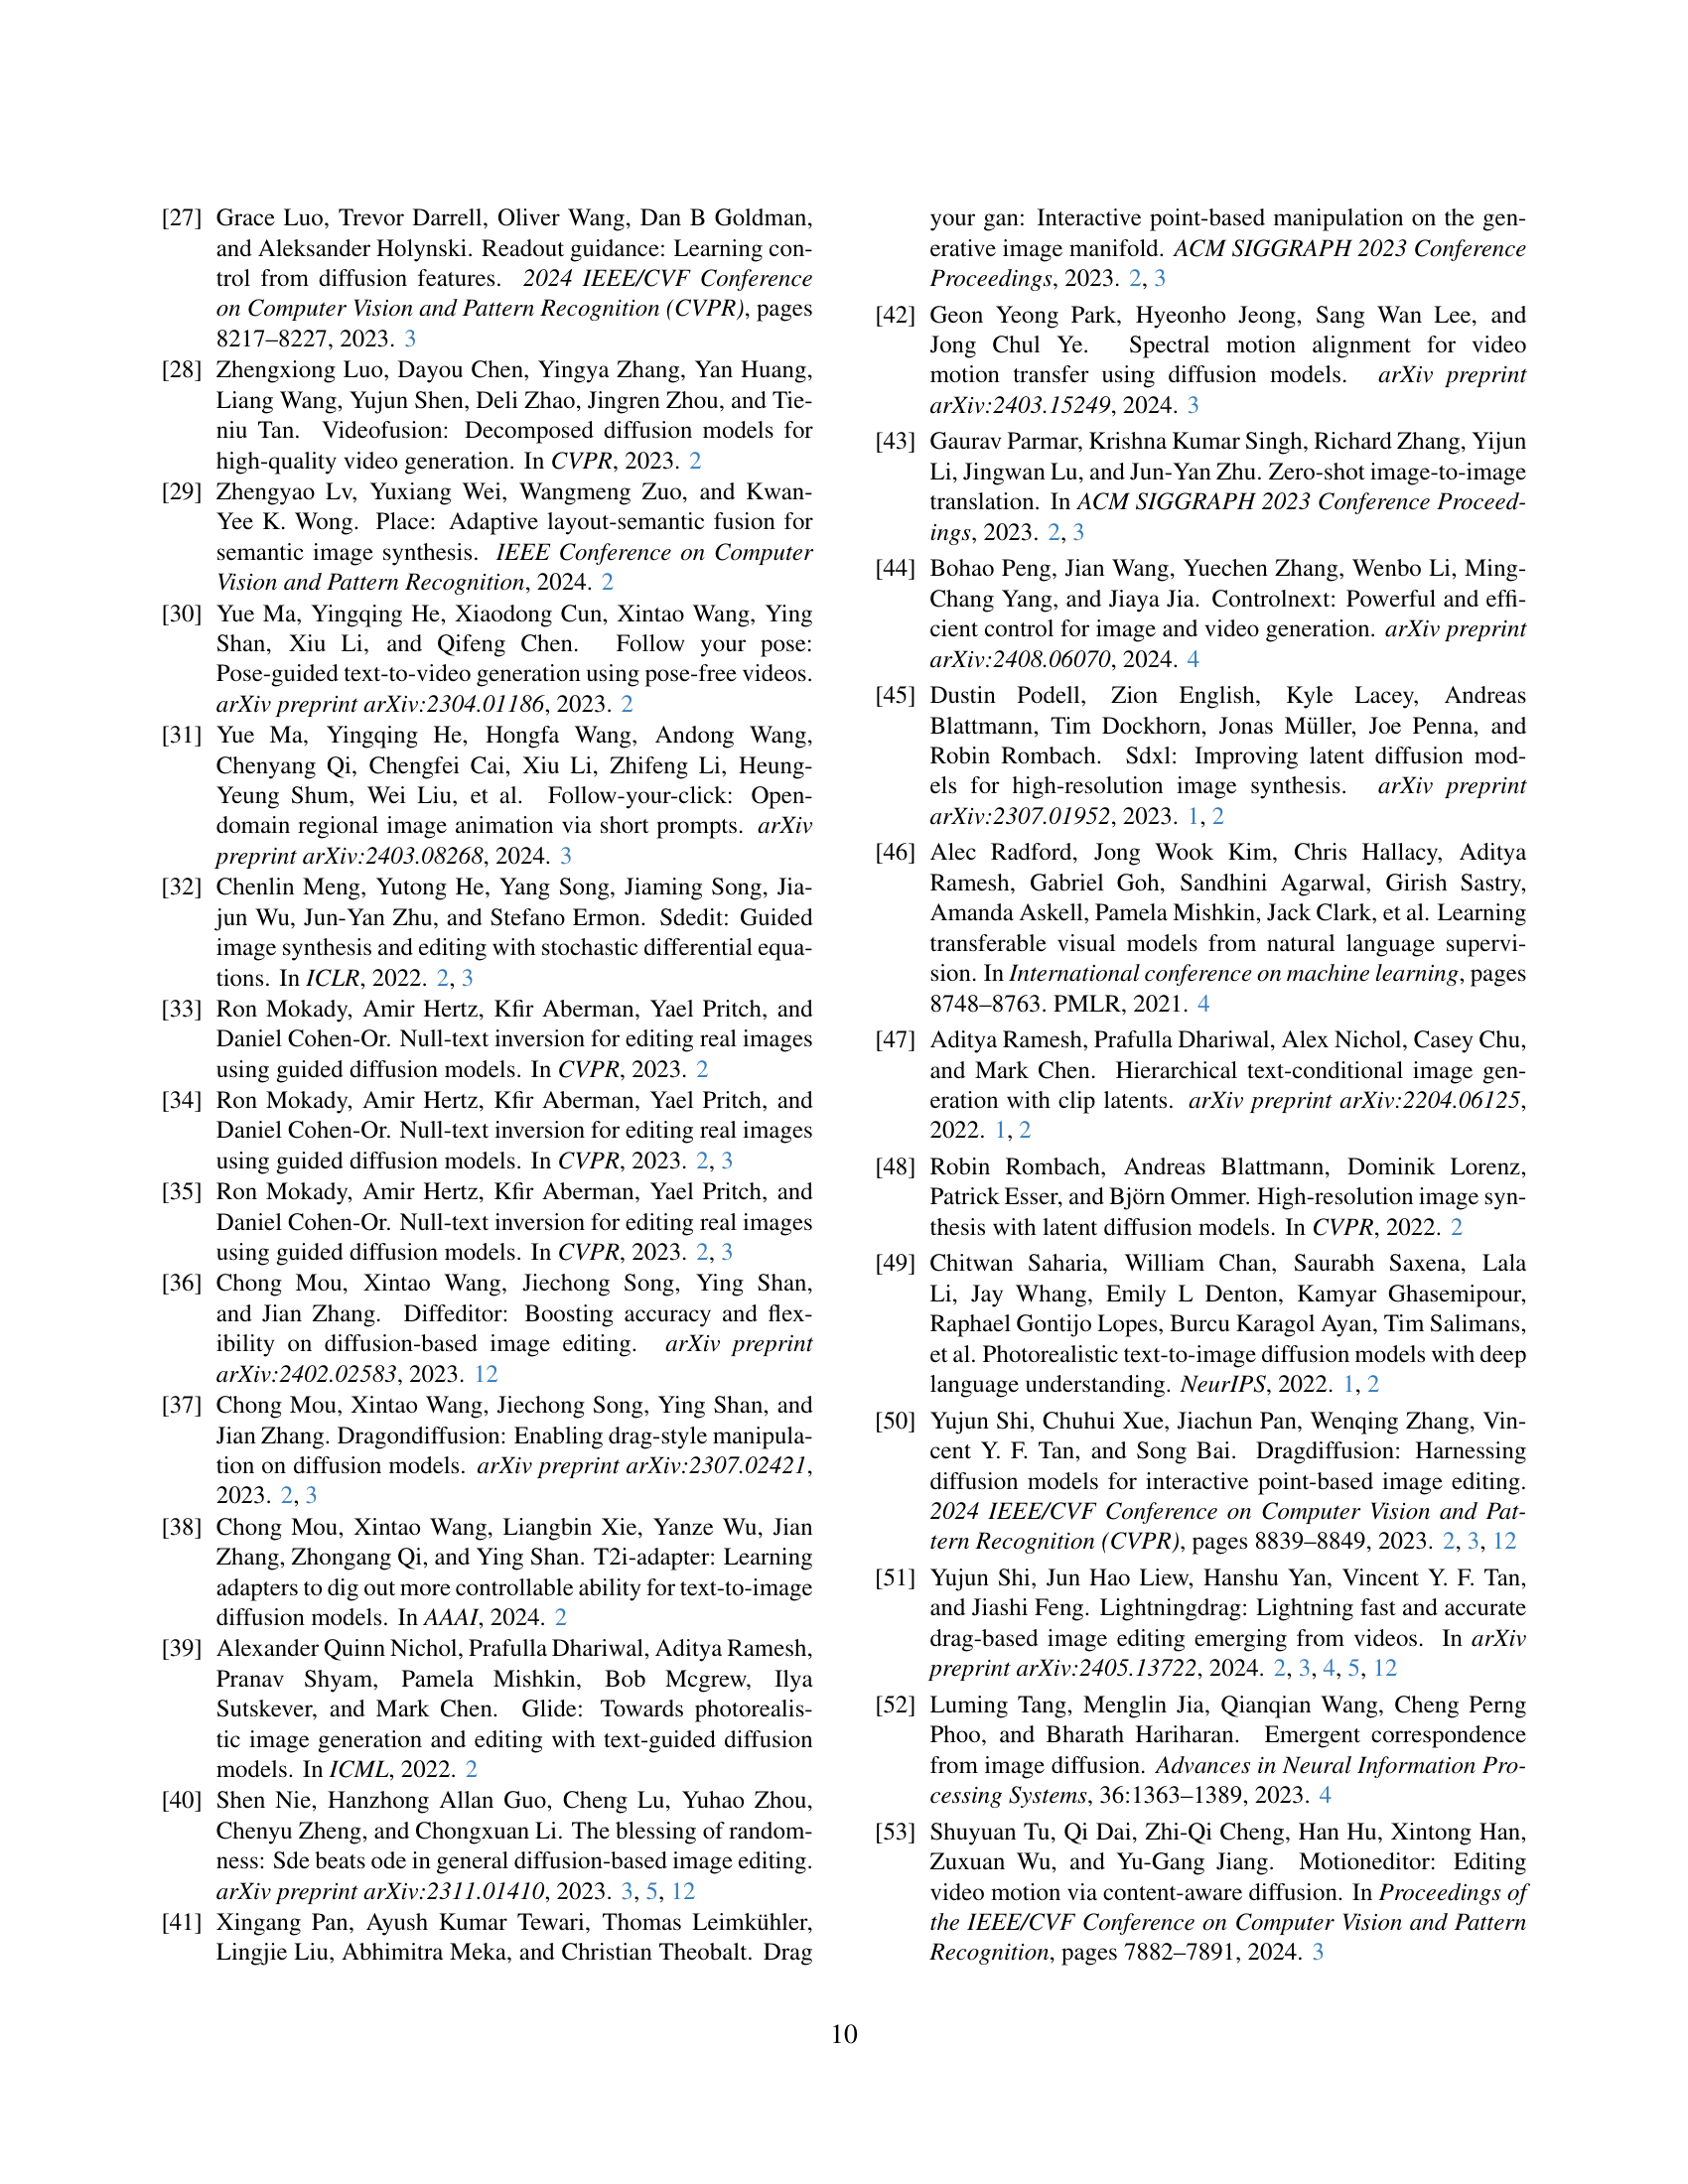 [27] Grace Luo, Trevor Darrell, Oliver Wang, Dan B Goldman,
and Aleksander Holynski. Readout guidance: Learning con-
trol from diffusion features. 2024 IEEE/CVF Conference
on Computer Vision and Pattern Recognition (CVPR), pages
8217–8227, 2023. 3
[28] Zhengxiong Luo, Dayou Chen, Yingya Zhang, Yan Huang,
Liang Wang, Yujun Shen, Deli Zhao, Jingren Zhou, and Tie-
niu Tan. Videofusion: Decomposed diffusion models for
high-quality video generation. In CVPR, 2023. 2
[29] Zhengyao Lv, Yuxiang Wei, Wangmeng Zuo, and Kwan-
Yee K. Wong. Place: Adaptive layout-semantic fusion for
semantic image synthesis. IEEE Conference on Computer
Vision and Pattern Recognition, 2024. 2
[30] Yue Ma, Yingqing He, Xiaodong Cun, Xintao Wang, Ying
Shan, Xiu Li, and Qifeng Chen. Follow your pose:
Pose-guided text-to-video generation using pose-free videos.
arXiv preprint arXiv:2304.01186, 2023. 2
[31] Yue Ma, Yingqing He, Hongfa Wang, Andong Wang,
Chenyang Qi, Chengfei Cai, Xiu Li, Zhifeng Li, Heung-
Yeung Shum, Wei Liu, et al. Follow-your-click: Open-
domain regional image animation via short prompts. arXiv
preprint arXiv:2403.08268, 2024. 3
[32] Chenlin Meng, Yutong He, Yang Song, Jiaming Song, Jia-
jun Wu, Jun-Yan Zhu, and Stefano Ermon. Sdedit: Guided
image synthesis and editing with stochastic differential equa-
tions. In ICLR, 2022. 2, 3
[33] Ron Mokady, Amir Hertz, Kfir Aberman, Yael Pritch, and
Daniel Cohen-Or. Null-text inversion for editing real images
using guided diffusion models. In CVPR, 2023. 2
[34] Ron Mokady, Amir Hertz, Kfir Aberman, Yael Pritch, and
Daniel Cohen-Or. Null-text inversion for editing real images
using guided diffusion models. In CVPR, 2023. 2, 3
[35] Ron Mokady, Amir Hertz, Kfir Aberman, Yael Pritch, and
Daniel Cohen-Or. Null-text inversion for editing real images
using guided diffusion models. In CVPR, 2023. 2, 3
[36] Chong Mou, Xintao Wang, Jiechong Song, Ying Shan,
and Jian Zhang. Diffeditor: Boosting accuracy and flex-
ibility on diffusion-based image editing. arXiv preprint
arXiv:2402.02583, 2023. 12
[37] Chong Mou, Xintao Wang, Jiechong Song, Ying Shan, and
Jian Zhang. Dragondiffusion: Enabling drag-style manipula-
tion on diffusion models. arXiv preprint arXiv:2307.02421,
2023. 2, 3
[38] Chong Mou, Xintao Wang, Liangbin Xie, Yanze Wu, Jian
Zhang, Zhongang Qi, and Ying Shan. T2i-adapter: Learning
adapters to dig out more controllable ability for text-to-image
diffusion models. In AAAI, 2024. 2
[39] Alexander Quinn Nichol, Prafulla Dhariwal, Aditya Ramesh,
Pranav Shyam, Pamela Mishkin, Bob Mcgrew, Ilya
Sutskever, and Mark Chen. Glide: Towards photorealis-
tic image generation and editing with text-guided diffusion
models. In ICML, 2022. 2
[40] Shen Nie, Hanzhong Allan Guo, Cheng Lu, Yuhao Zhou,
Chenyu Zheng, and Chongxuan Li. The blessing of random-
ness: Sde beats ode in general diffusion-based image editing.
arXiv preprint arXiv:2311.01410, 2023. 3, 5, 12
[41] Xingang Pan, Ayush Kumar Tewari, Thomas Leimkühler,
Lingjie Liu, Abhimitra Meka, and Christian Theobalt. Drag
your gan: Interactive point-based manipulation on the gen-
erative image manifold. ACM SIGGRAPH 2023 Conference
Proceedings, 2023. 2, 3
[42] Geon Yeong Park, Hyeonho Jeong, Sang Wan Lee, and
Jong Chul Ye. Spectral motion alignment for video
motion transfer using diffusion models. arXiv preprint
arXiv:2403.15249, 2024. 3
[43] Gaurav Parmar, Krishna Kumar Singh, Richard Zhang, Yijun
Li, Jingwan Lu, and Jun-Yan Zhu. Zero-shot image-to-image
translation. In ACM SIGGRAPH 2023 Conference Proceed-
ings, 2023. 2, 3
[44] Bohao Peng, Jian Wang, Yuechen Zhang, Wenbo Li, Ming-
Chang Yang, and Jiaya Jia. Controlnext: Powerful and effi-
cient control for image and video generation. arXiv preprint
arXiv:2408.06070, 2024. 4
[45] Dustin Podell, Zion English, Kyle Lacey, Andreas
Blattmann, Tim Dockhorn, Jonas Müller, Joe Penna, and
Robin Rombach. Sdxl: Improving latent diffusion mod-
els for high-resolution image synthesis. arXiv preprint
arXiv:2307.01952, 2023. 1, 2
[46] Alec Radford, Jong Wook Kim, Chris Hallacy, Aditya
Ramesh, Gabriel Goh, Sandhini Agarwal, Girish Sastry,
Amanda Askell, Pamela Mishkin, Jack Clark, et al. Learning
transferable visual models from natural language supervi-
sion. In International conference on machine learning, pages
8748–8763. PMLR, 2021. 4
[47] Aditya Ramesh, Prafulla Dhariwal, Alex Nichol, Casey Chu,
and Mark Chen. Hierarchical text-conditional image gen-
eration with clip latents. arXiv preprint arXiv:2204.06125,
2022. 1, 2
[48] Robin Rombach, Andreas Blattmann, Dominik Lorenz,
Patrick Esser, and Björn Ommer. High-resolution image syn-
thesis with latent diffusion models. In CVPR, 2022. 2
[49] Chitwan Saharia, William Chan, Saurabh Saxena, Lala
Li, Jay Whang, Emily L Denton, Kamyar Ghasemipour,
Raphael Gontijo Lopes, Burcu Karagol Ayan, Tim Salimans,
et al. Photorealistic text-to-image diffusion models with deep
language understanding. NeurIPS, 2022. 1, 2
[50] Yujun Shi, Chuhui Xue, Jiachun Pan, Wenqing Zhang, Vin-
cent Y. F. Tan, and Song Bai. Dragdiffusion: Harnessing
diffusion models for interactive point-based image editing.
2024 IEEE/CVF Conference on Computer Vision and Pat-
tern Recognition (CVPR), pages 8839–8849, 2023. 2, 3, 12
[51] Yujun Shi, Jun Hao Liew, Hanshu Yan, Vincent Y. F. Tan,
and Jiashi Feng. Lightningdrag: Lightning fast and accurate
drag-based image editing emerging from videos. In arXiv
preprint arXiv:2405.13722, 2024. 2, 3, 4, 5, 12
[52] Luming Tang, Menglin Jia, Qianqian Wang, Cheng Perng
Phoo, and Bharath Hariharan. Emergent correspondence
from image diffusion. Advances in Neural Information Pro-
cessing Systems, 36:1363–1389, 2023. 4
[53] Shuyuan Tu, Qi Dai, Zhi-Qi Cheng, Han Hu, Xintong Han,
Zuxuan Wu, and Yu-Gang Jiang. Motioneditor: Editing
video motion via content-aware diffusion. In Proceedings of
the IEEE/CVF Conference on Computer Vision and Pattern
Recognition, pages 7882–7891, 2024. 3
10